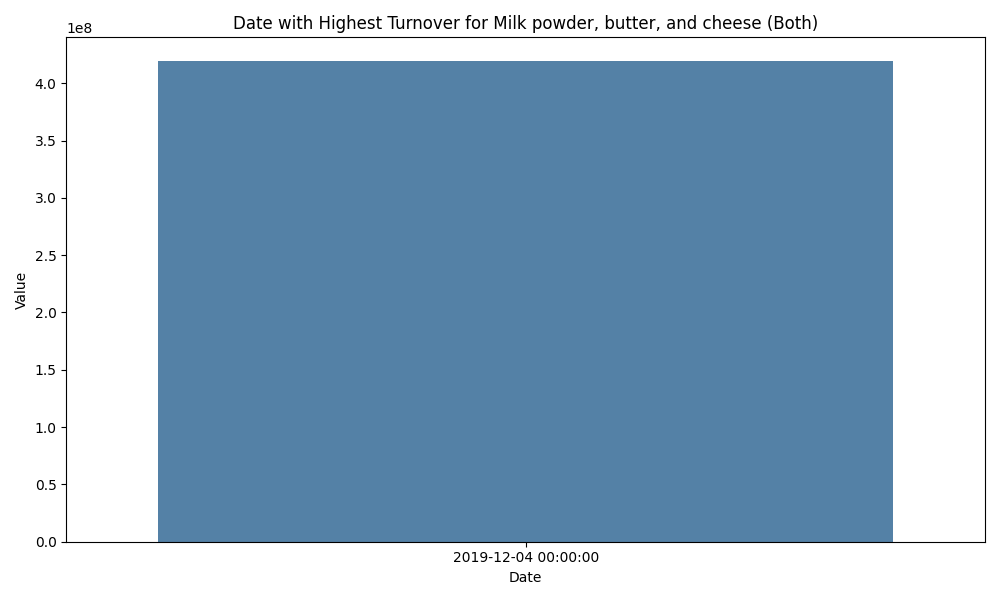 Date with Highest Turnover for Milk powder, butter, and cheese (Both)
1e8
4.0
3.5
3.0
2.5
2.0
1.5
1.0
0.5
0.0
Value
2019-12-04 00:00:00
Date